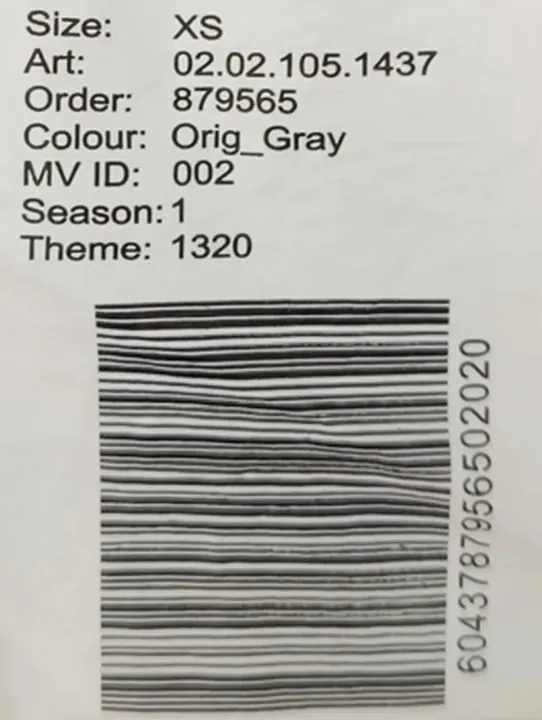 Size: XS
Art: 02.02.105.1437
Order: 879565
Colour: Orig_Gray
MV ID: 002
Season: 1
Theme: 1320
6043787956502020